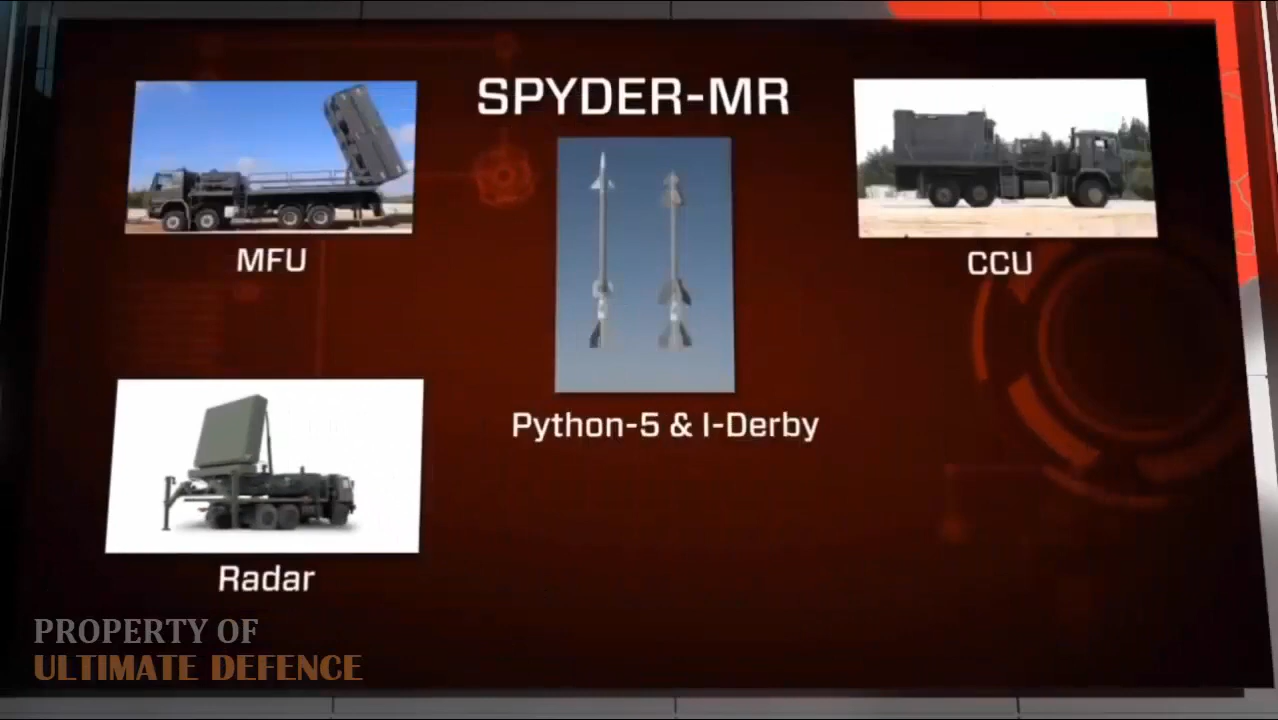 SPYDER-MR
MFU
CCU
Python-5 & I-Derby
Radar
PROPERTY OF
ULTIMATE DEFENCE